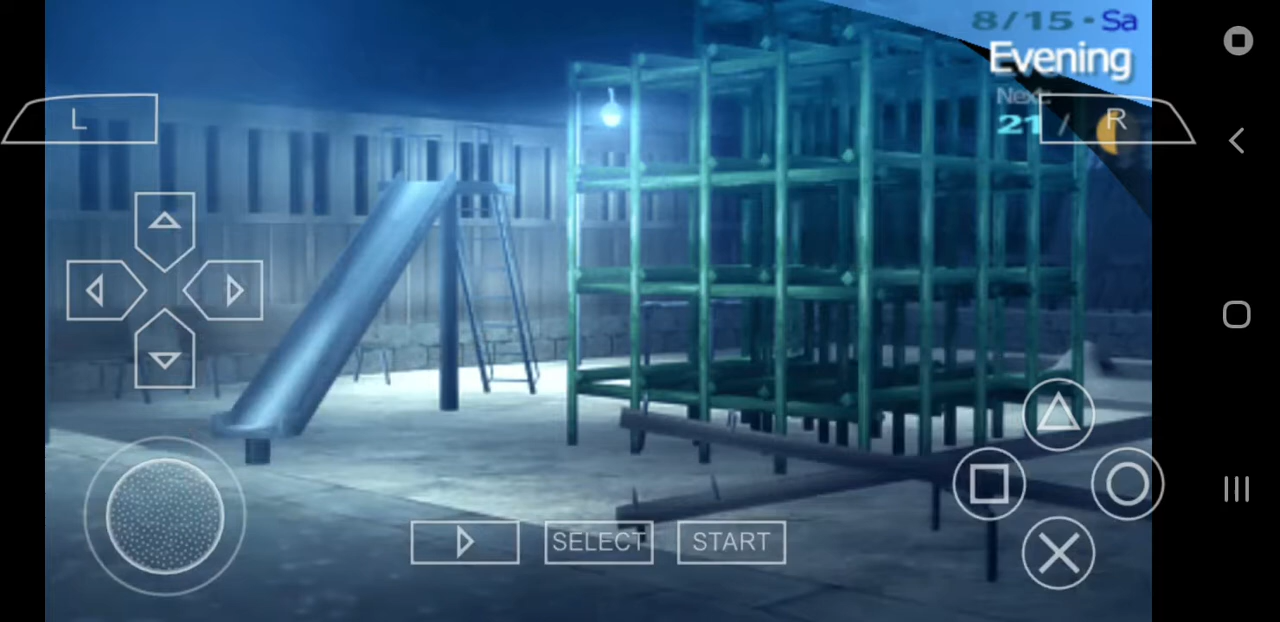 8/15 • Sa
Evening
Next:
L
21 / R
SELECT START